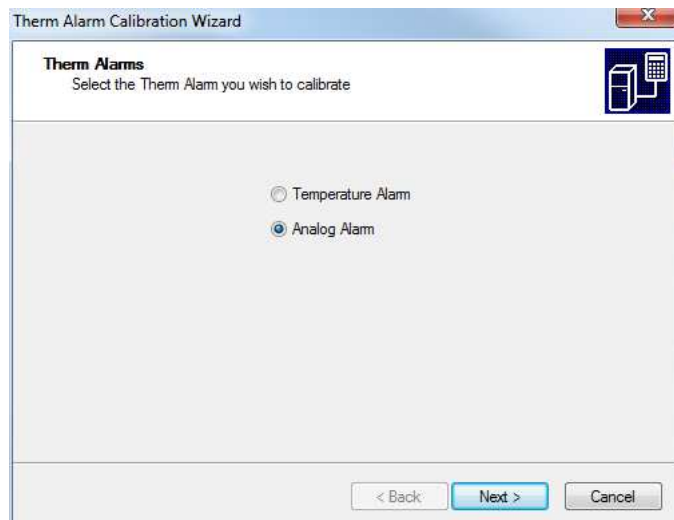 Therm Alarm Calibration Wizard
Therm Alarms
Select the Therm Alarm you wish to calibrate
Temperature Alarm
Analog Alarm
< Back
Next >
Cancel